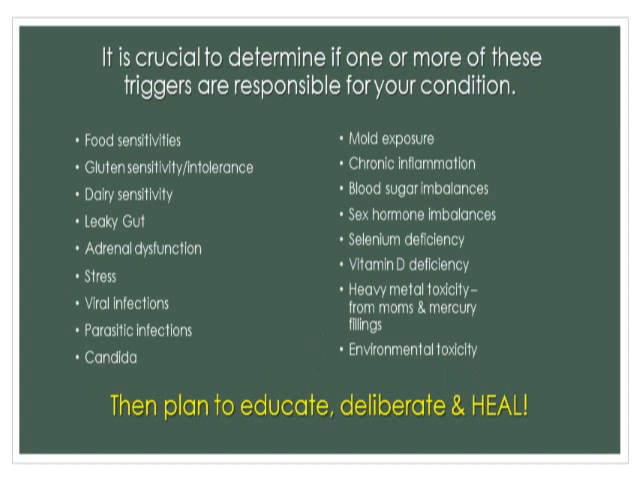 It is crucial to determine if one or more of these
triggers are responsible for your condition.
• Food sensitivities
• Gluten sensitivity/intolerance
• Dairy sensitivity
• Leaky Gut
• Adrenal dysfunction
• Stress
• Viral infections
• Parasitic infections
• Candida
• Mold exposure
• Chronic inflammation
• Blood sugar imbalances
• Sex hormone imbalances
• Selenium deficiency
• Vitamin D deficiency
• Heavy metal toxicity–
from moms & mercury
fillings
• Environmental toxicity
Then plan to educate, deliberate & HEAL!